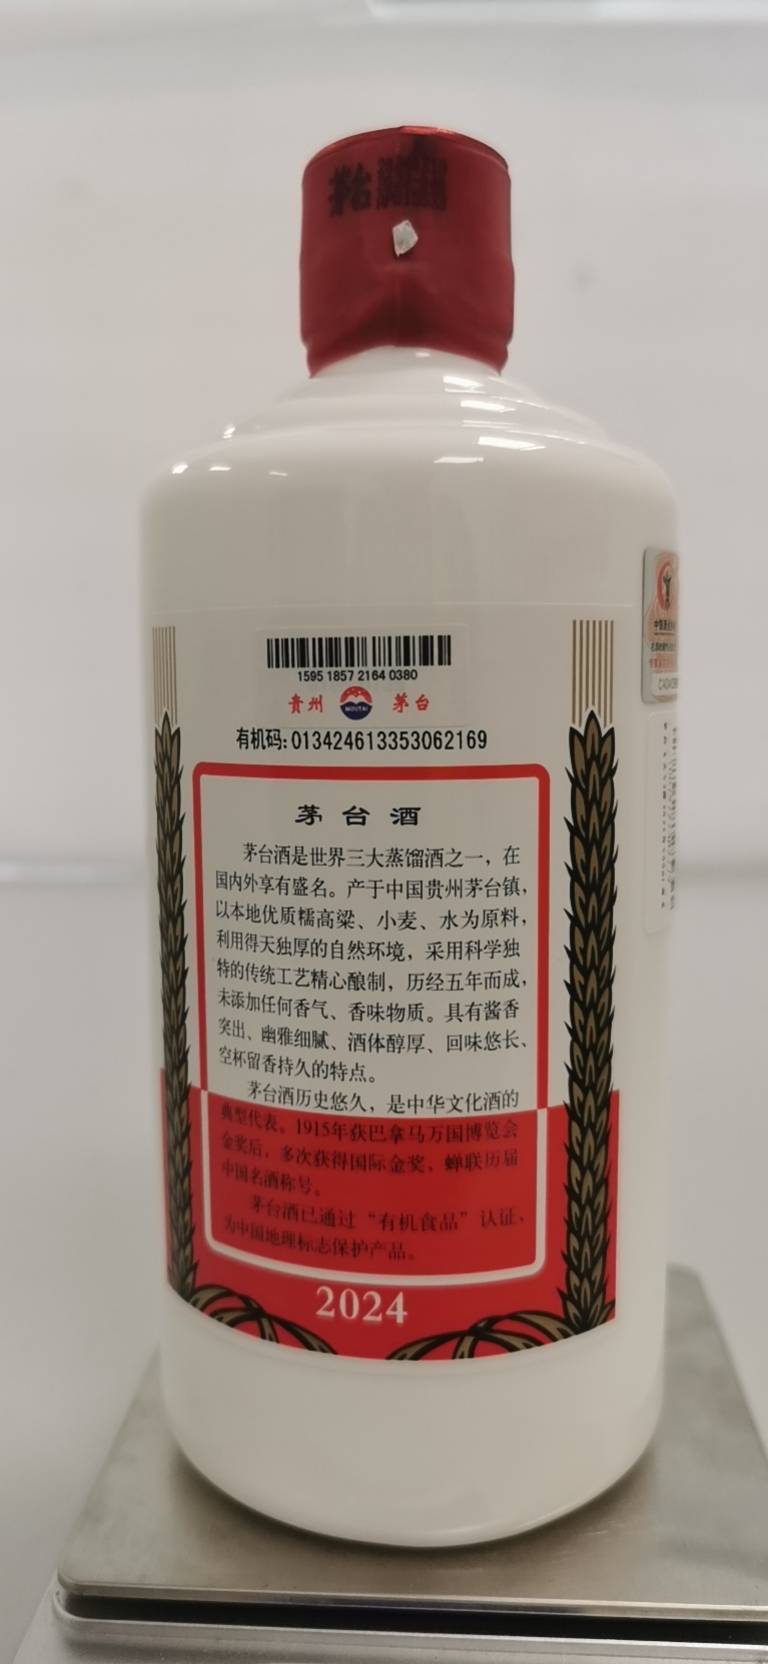 茅台
1595 1857 2164 0380
贵州 MOUTAI 茅台
有机码:013424613353062169
茅台酒
茅台酒是世界三大蒸馏酒之一，在
国内外享有盛名。产于中国贵州茅台镇，
以本地优质糯高粱、小麦、水为原料，
利用得天独厚的自然环境，采用科学独
特的传统工艺精心酿制，历经五年而成，
未添加任何香气、香味物质。具有酱香
突出、幽雅细腻、酒体醇厚、回味悠长、
空杯留香持久的特点。
茅台酒历史悠久，是中华文化酒的
典型代表。1915年获巴拿马万国博览会
金奖后，多次获得国际金奖，蝉联历届
中国名酒称号。
茅台酒已通过“有机食品”认证，
为中国地理标志保护产品。
2024